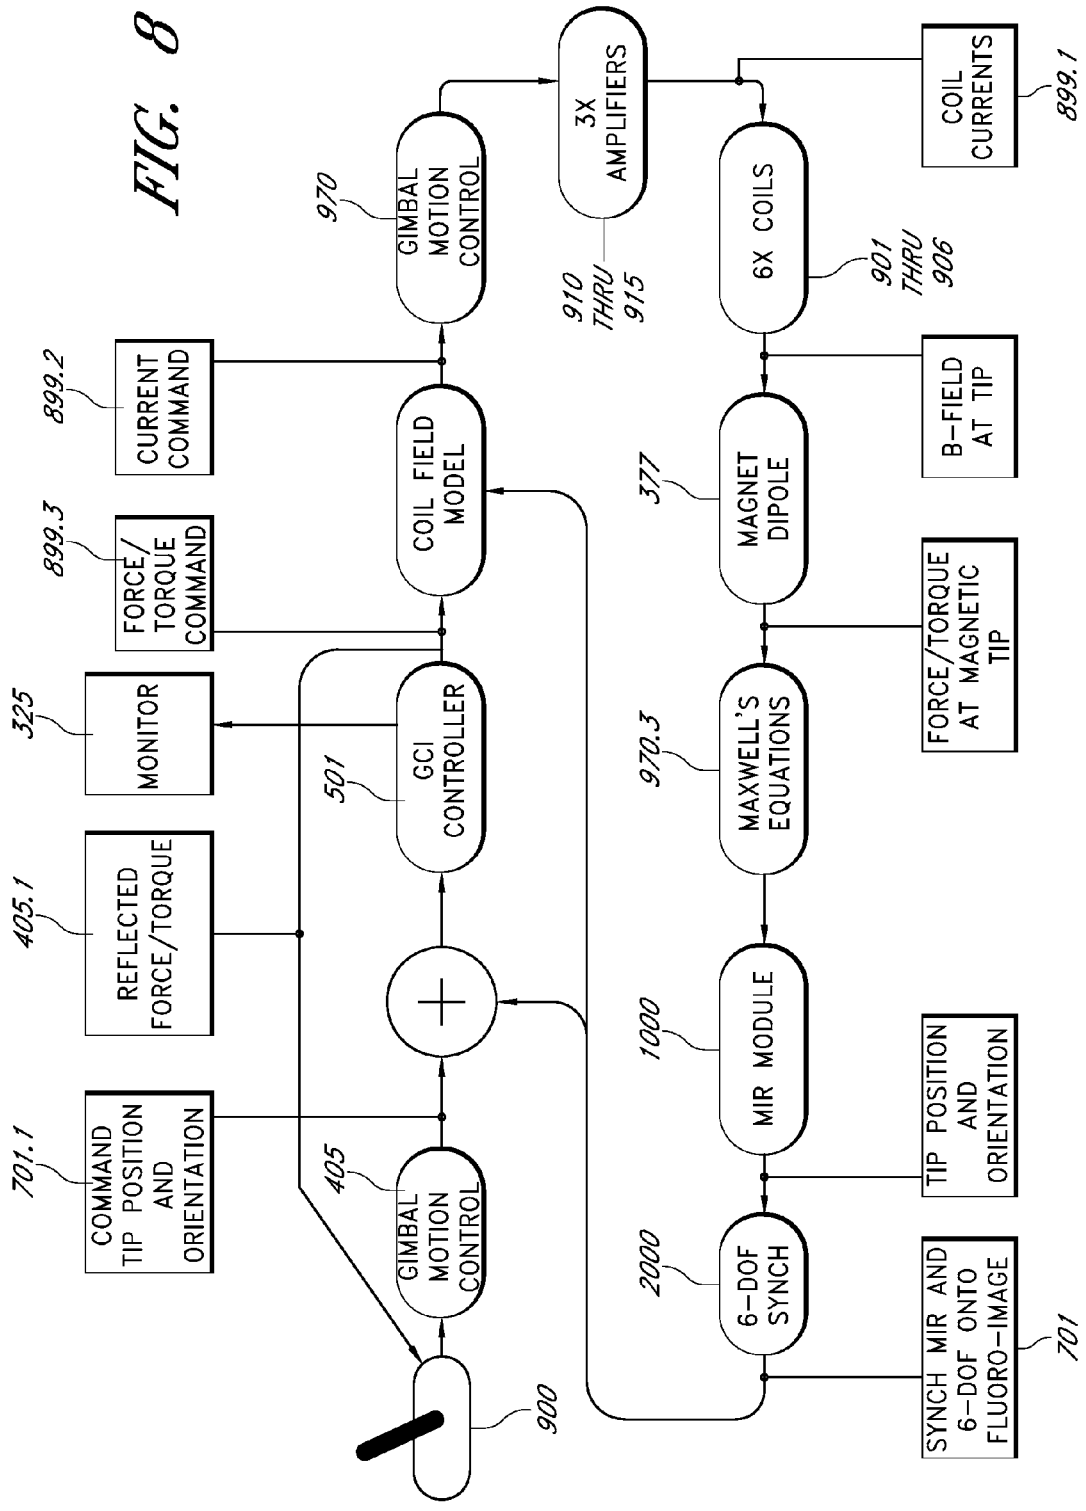 FIG. 8
701.1
COMMAND
TIP POSITION
AND
ORIENTATION
405.1
REFLECTED
FORCE/TORQUE
325
MONITOR
899.3
FORCE/
TORQUE
COMMAND
899.2
CURRENT
COMMAND
900
405
GIMBAL
MOTION
CONTROL
501
GCI
CONTROLLER
COIL FIELD
MODEL
970
GIMBAL
MOTION
CONTROL
3X
AMPLIFIERS
910
THRU
915
2000
6-DOF
SYNCH
1000
MIR MODULE
970.3
MAXWELL'S
EQUATIONS
377
MAGNET
DIPOLE
6X COILS
901
THRU
906
SYNCH MIR AND
6-DOF ONTO
FLUORO-IMAGE
701
TIP POSITION
AND
ORIENTATION
FORCE/TORQUE
AT MAGNETIC
TIP
B-FIELD
AT TIP
COIL
CURRENTS
899.1